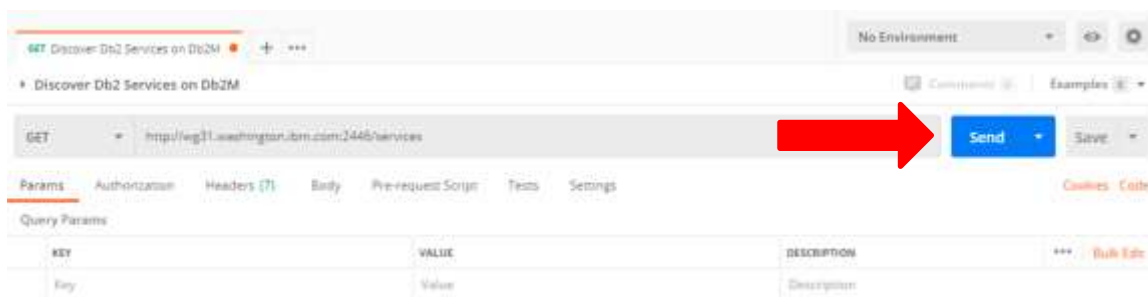 GET Discover Db2 Services on Db2M + •••
No Environment
Discover Db2 Services on Db2M
Comments Examples
GET http://wg31.washington.ibm.com:2446/services
Send Save
Params Authorization Headers (7) Body Pre-request Script Tests Settings
Cookies Code
Query Params
KEY VALUE DESCRIPTION ••• Bulk Edit
Key Value Description